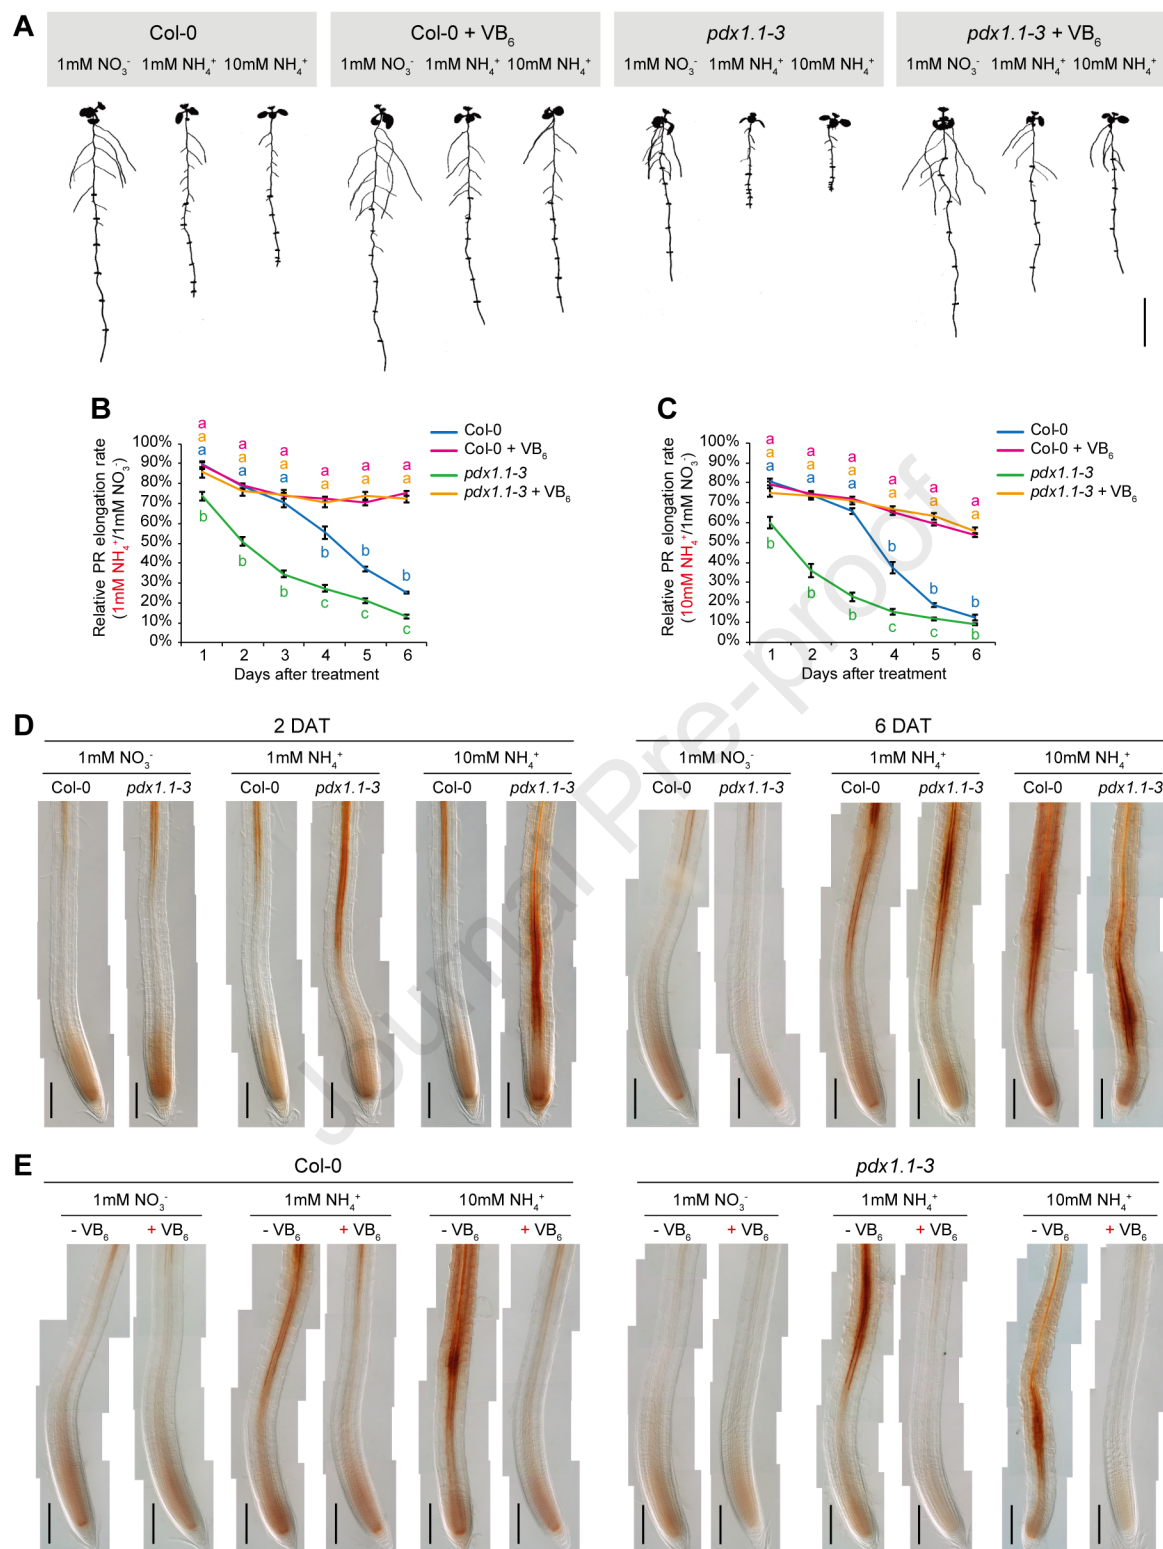 A
Col-0
1mM NO₃⁻ 1mM NH₄⁺ 10mM NH₄⁺
Col-0 + VB₆
1mM NO₃⁻ 1mM NH₄⁺ 10mM NH₄⁺
pdx1.1-3
1mM NO₃⁻ 1mM NH₄⁺ 10mM NH₄⁺
pdx1.1-3 + VB₆
1mM NO₃⁻ 1mM NH₄⁺ 10mM NH₄⁺
B
Relative PR elongation rate
(1mM NH₄⁺/1mM NO₃⁻)
100%
90%
80%
70%
60%
50%
40%
30%
20%
10%
0%
a a a a a a
a a a a a a
a a a
b b b
b b b c c c
1 2 3 4 5 6
Days after treatment
Col-0
Col-0 + VB₆
pdx1.1-3
pdx1.1-3 + VB₆
C
Relative PR elongation rate
(10mM NH₄⁺/1mM NO₃⁻)
100%
90%
80%
70%
60%
50%
40%
30%
20%
10%
0%
a a a a a a
a a a a a a
a a a
b b b
b b b c c b
1 2 3 4 5 6
Days after treatment
Col-0
Col-0 + VB₆
pdx1.1-3
pdx1.1-3 + VB₆
Journal Pre-proof
D
2 DAT
1mM NO₃⁻ 1mM NH₄⁺ 10mM NH₄⁺
Col-0 pdx1.1-3 Col-0 pdx1.1-3 Col-0 pdx1.1-3
6 DAT
1mM NO₃⁻ 1mM NH₄⁺ 10mM NH₄⁺
Col-0 pdx1.1-3 Col-0 pdx1.1-3 Col-0 pdx1.1-3
E
Col-0
1mM NO₃⁻ 1mM NH₄⁺ 10mM NH₄⁺
- VB₆ + VB₆ - VB₆ + VB₆ - VB₆ + VB₆
pdx1.1-3
1mM NO₃⁻ 1mM NH₄⁺ 10mM NH₄⁺
- VB₆ + VB₆ - VB₆ + VB₆ - VB₆ + VB₆